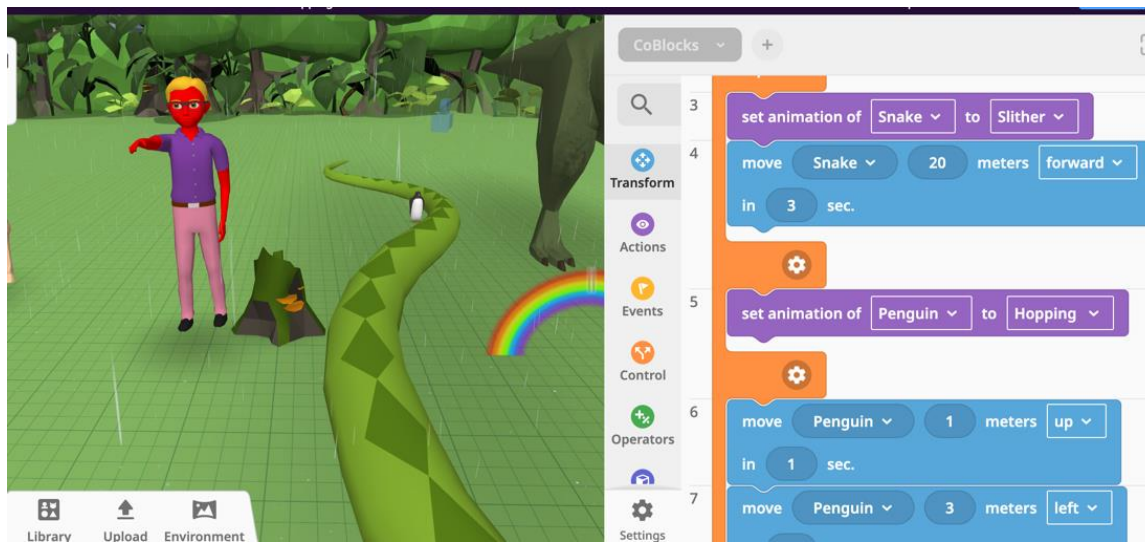 CoBlocks
+
Transform
Actions
Events
Control
Operators
Settings
3
set animation of Snake to Slither
4
move Snake 20 meters forward
in 3 sec.
5
set animation of Penguin to Hopping
6
move Penguin 1 meters up
in 1 sec.
7
move Penguin 3 meters left
Library Upload Environment